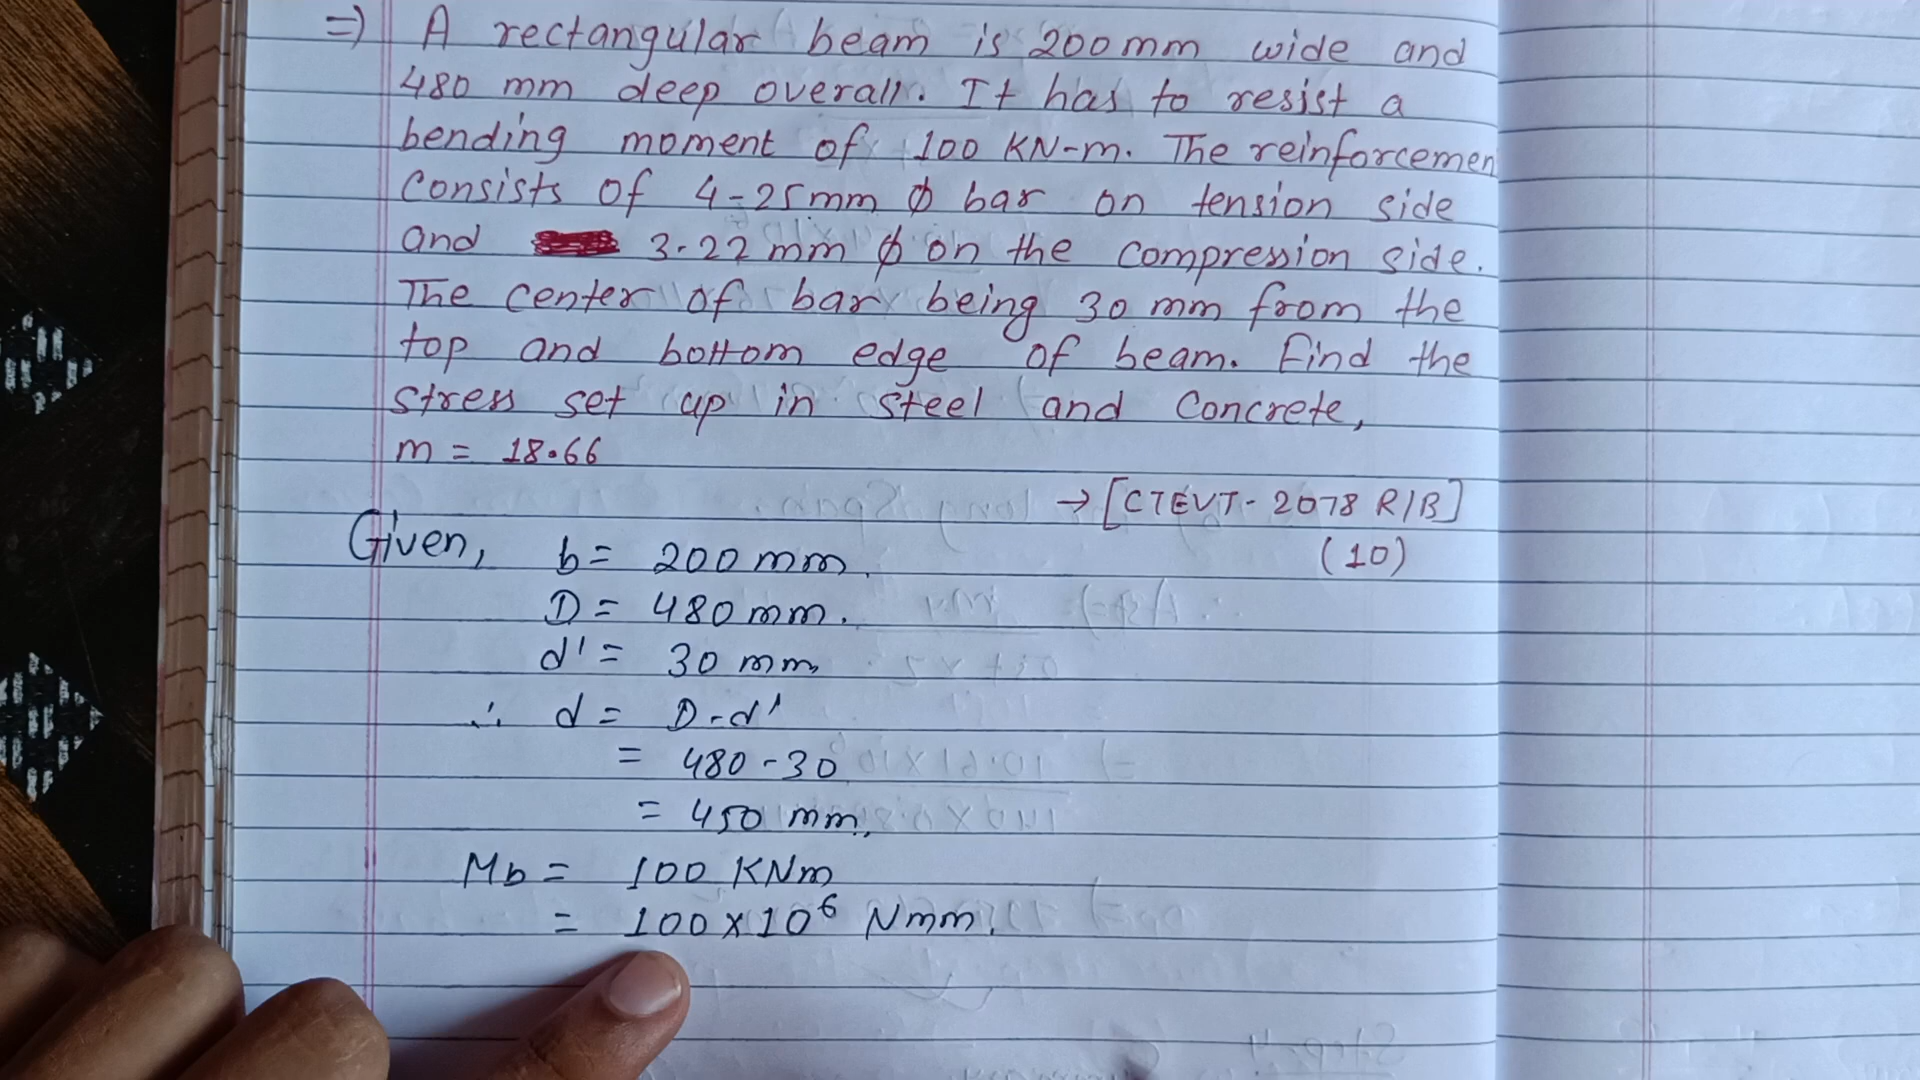 =) A rectangular beam is 200 mm wide and
480 mm deep overall. It has to resist a
bending moment of 100 KN-m. The reinforcemen
consists of 4-25mm ϕ bar on tension side
and 3-22 mm ϕ on the compression side.
The center of bar being 30 mm from the
top and bottom edge of beam. Find the
stress set up in steel and Concrete,
m = 18.66
→ [CTEVT- 2078 R/B]
(10)
Given, b = 200 mm.
D = 480 mm.
d' = 30 mm
∴ d = D-d'
= 480-30
= 450 mm.
Mb = 100 KNm
= 100×10⁶ Nmm.